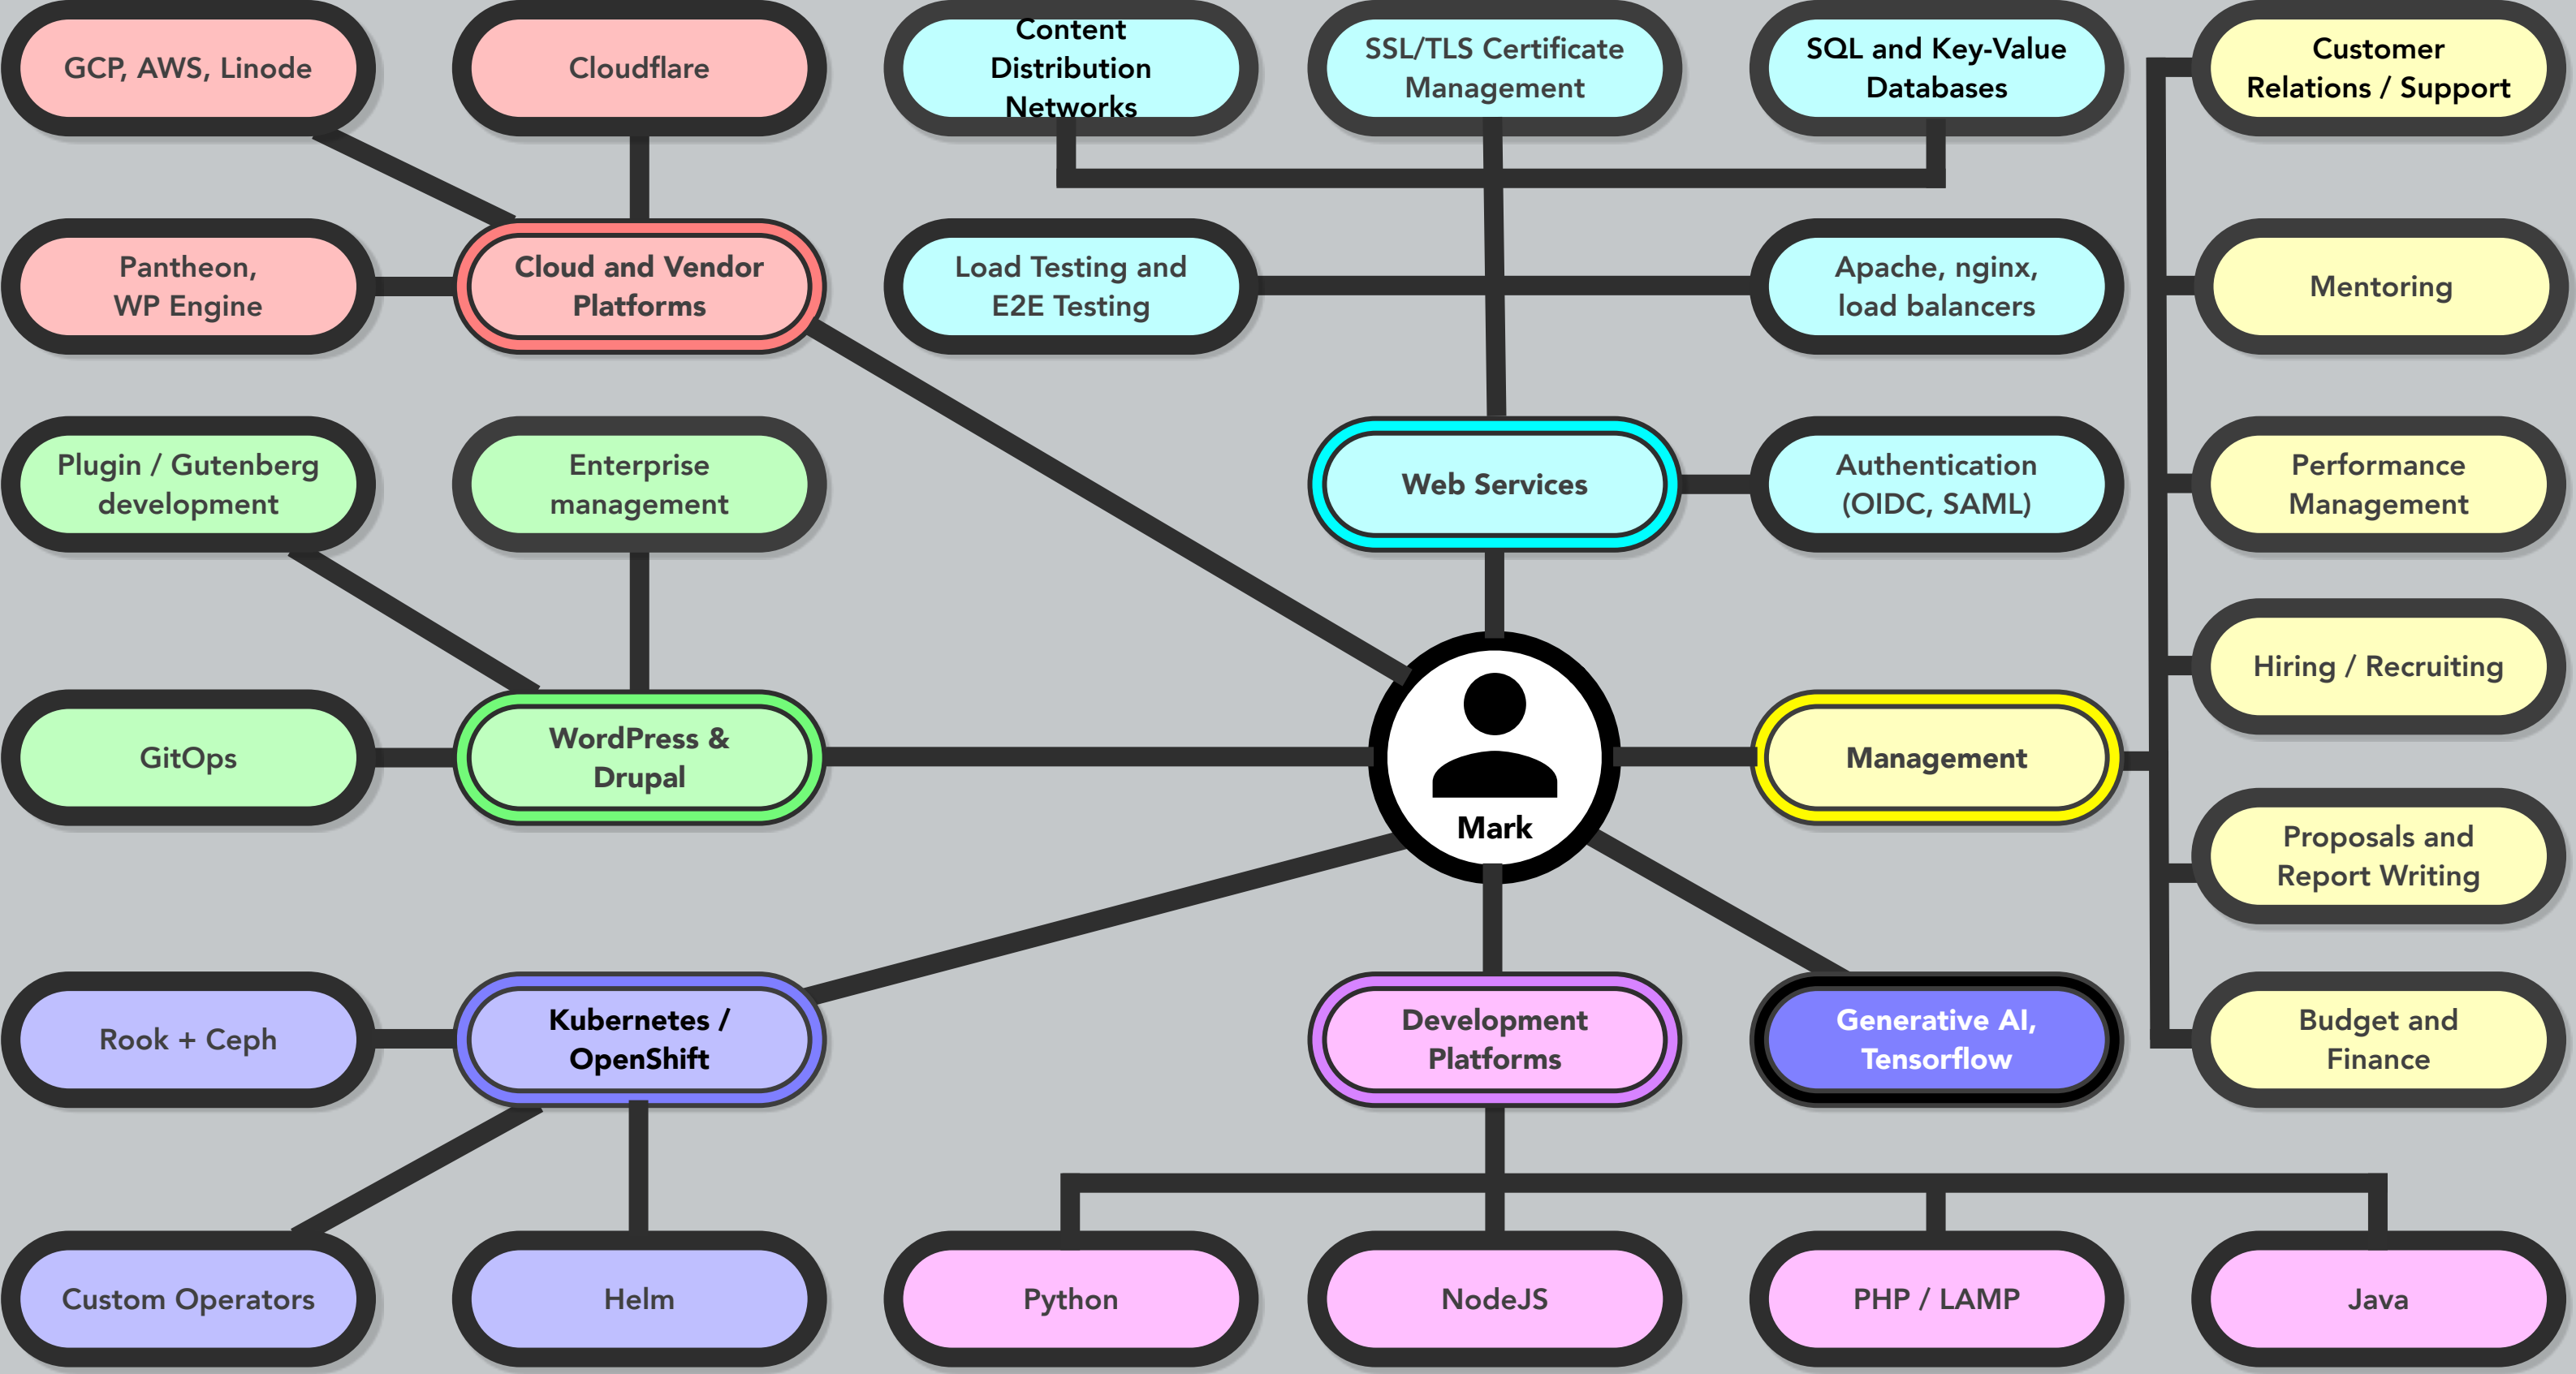 GCP, AWS, Linode
Cloudflare
Content
Distribution
Networks
SSL/TLS Certificate
Management
SQL and Key-Value
Databases
Customer
Relations / Support
Pantheon,
WP Engine
Cloud and Vendor
Platforms
Load Testing and
E2E Testing
Apache, nginx,
load balancers
Mentoring
Plugin / Gutenberg
development
Enterprise
management
Web Services
Authentication
(OIDC, SAML)
Performance
Management
Hiring / Recruiting
GitOps
WordPress &
Drupal
Mark
Management
Proposals and
Report Writing
Rook + Ceph
Kubernetes /
OpenShift
Development
Platforms
Generative AI,
Tensorflow
Budget and
Finance
Custom Operators
Helm
Python
NodeJS
PHP / LAMP
Java